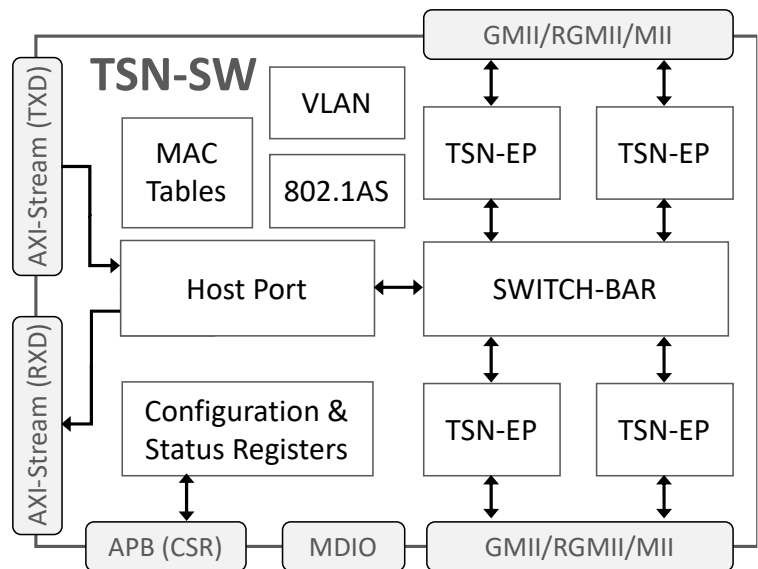 GMII/RGMII/MII
TSN-SW
AXI-Stream (TXD)
VLAN
MAC
Tables
802.1AS
TSN-EP
TSN-EP
Host Port
SWITCH-BAR
AXI-Stream (RXD)
Configuration &
Status Registers
TSN-EP
TSN-EP
APB (CSR)
MDIO
GMII/RGMII/MII